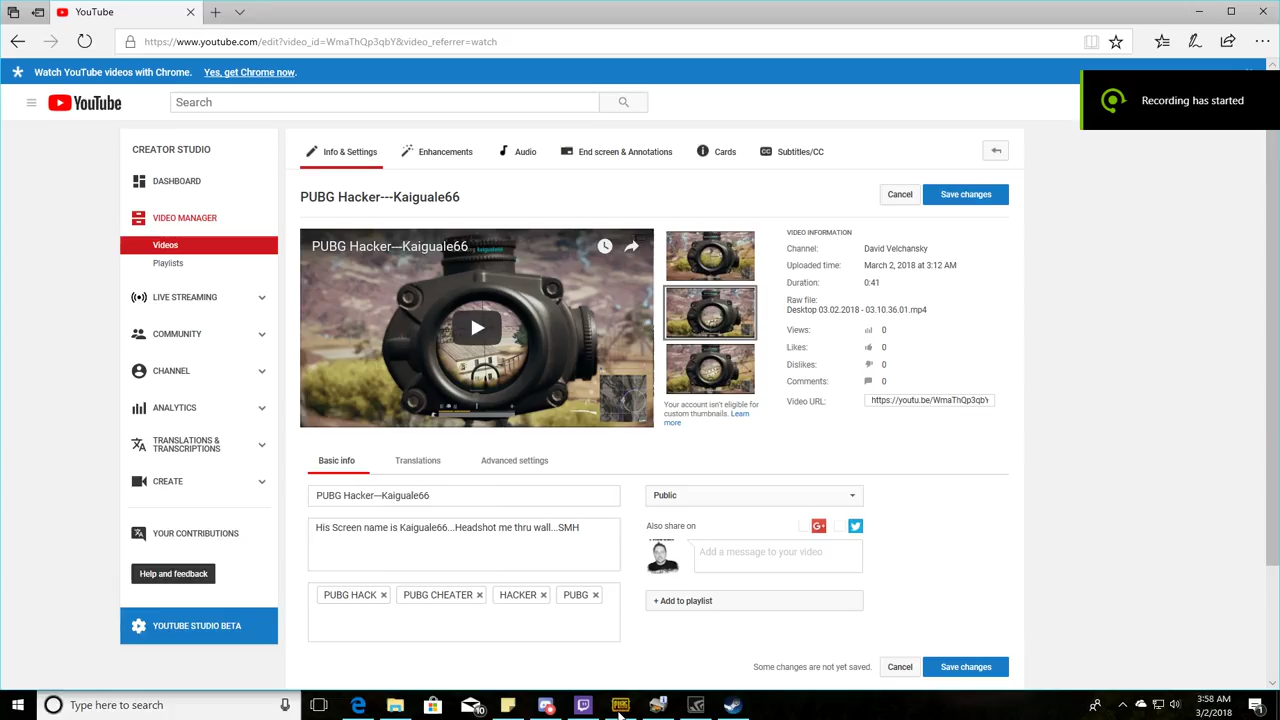 YouTube
https://www.youtube.com/edit?video_id=WmaThQp3qbY&video_referrer=watch
Watch YouTube videos with Chrome. Yes, get Chrome now.
Recording has started
YouTube
Search
CREATOR STUDIO
DASHBOARD
VIDEO MANAGER
Videos
Playlists
LIVE STREAMING
COMMUNITY
CHANNEL
ANALYTICS
TRANSLATIONS &
TRANSCRIPTIONS
CREATE
YOUR CONTRIBUTIONS
Help and feedback
YOUTUBE STUDIO BETA
Info & Settings
Enhancements
Audio
End screen & Annotations
Cards
CC Subtitles/CC
PUBG Hacker---Kaiguale66
Cancel
Save changes
PUBG Hacker---Kaiguale66
Your account isn't eligible for
custom thumbnails. Learn
more
VIDEO INFORMATION
Channel: David Velchansky
Uploaded time: March 2, 2018 at 3:12 AM
Duration: 0:41
Raw file:
Desktop 03.02.2018 - 03.10.36.01.mp4
Views: 0
Likes: 0
Dislikes: 0
Comments: 0
Video URL: https://youtu.be/WmaThQp3qbY
Basic info
Translations
Advanced settings
PUBG Hacker---Kaiguale66
His Screen name is Kaiguale66...Headshot me thru wall...SMH
PUBG HACK
PUBG CHEATER
HACKER
PUBG
Public
Also share on
G+
Add a message to your video
+ Add to playlist
Some changes are not yet saved.
Cancel
Save changes
Type here to search
10
PUBG
3:58 AM
3/2/2018